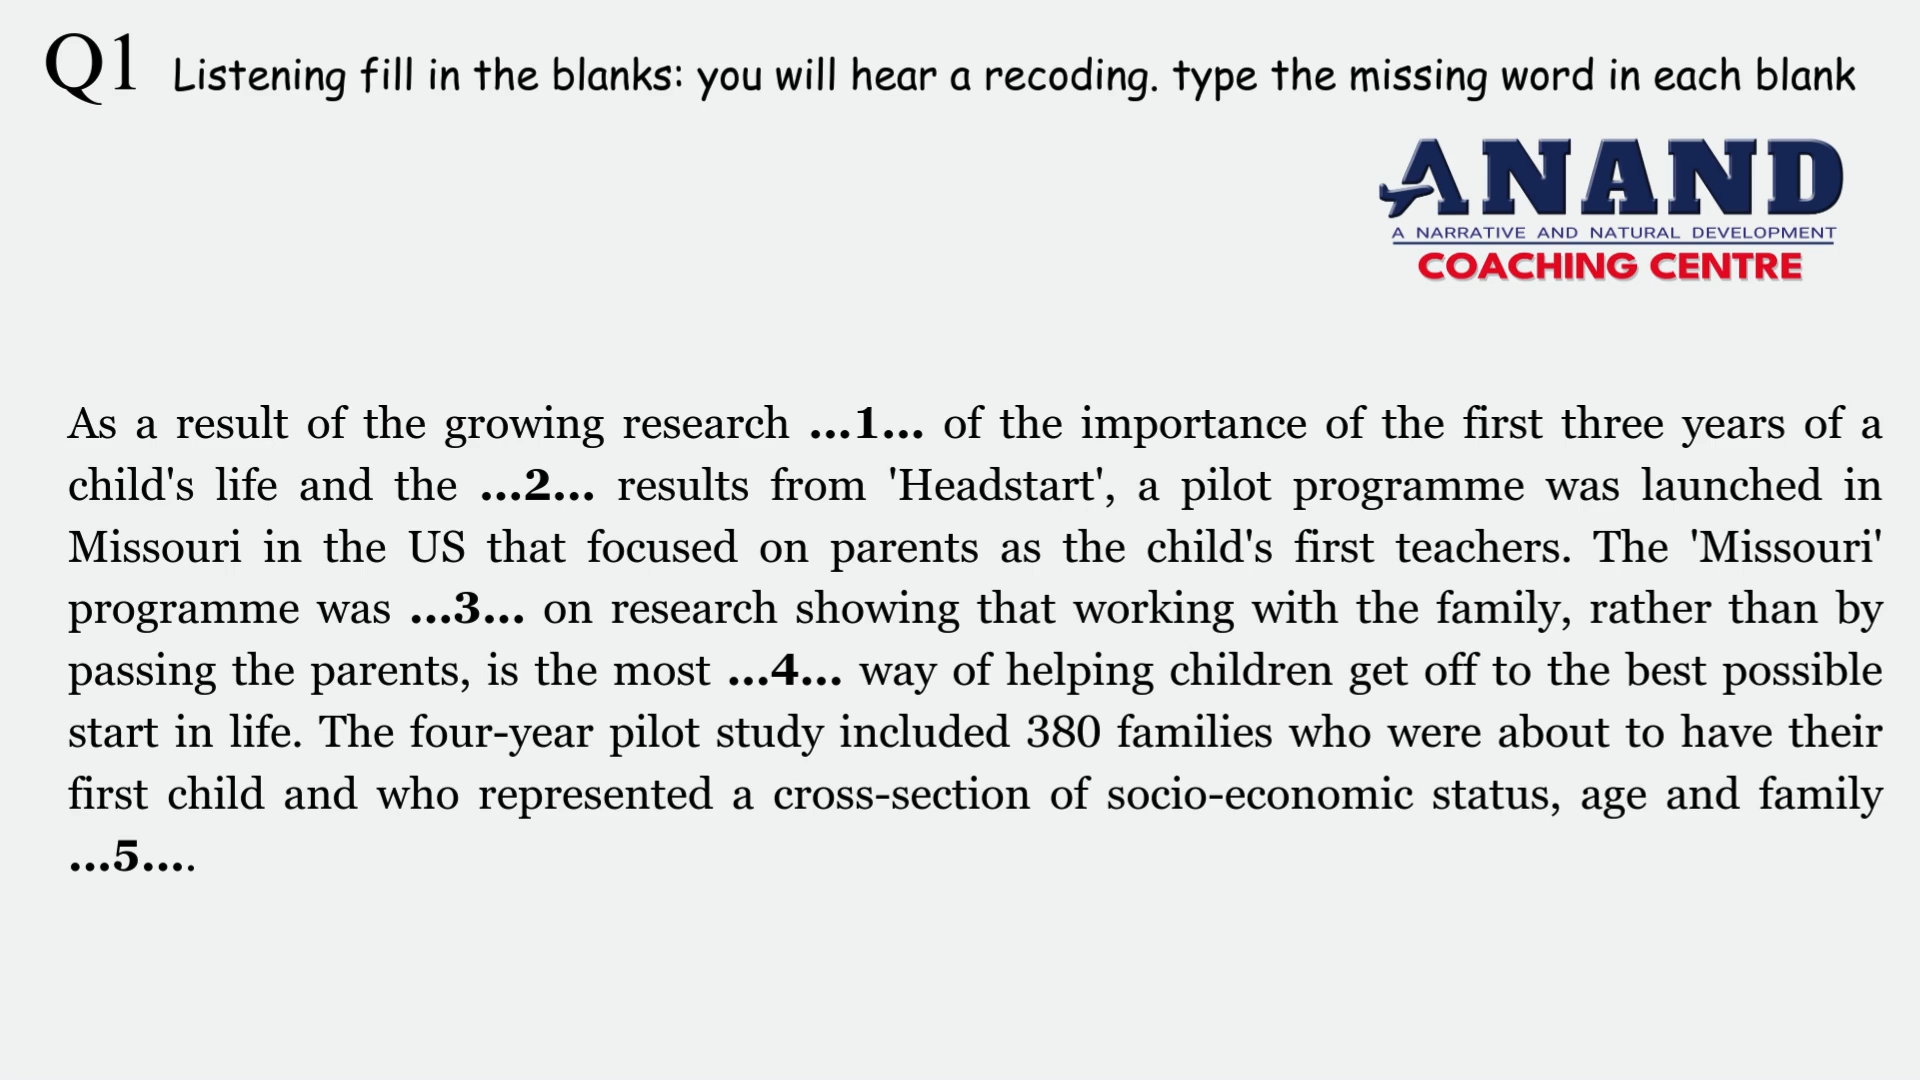 Q1 Listening fill in the blanks: you will hear a recoding. type the missing word in each blank
ANAND
A NARRATIVE AND NATURAL DEVELOPMENT
COACHING CENTRE
As a result of the growing research ...1... of the importance of the first three years of a
child's life and the ...2... results from 'Headstart', a pilot programme was launched in
Missouri in the US that focused on parents as the child's first teachers. The 'Missouri'
programme was ...3... on research showing that working with the family, rather than by
passing the parents, is the most ...4... way of helping children get off to the best possible
start in life. The four-year pilot study included 380 families who were about to have their
first child and who represented a cross-section of socio-economic status, age and family
...5....